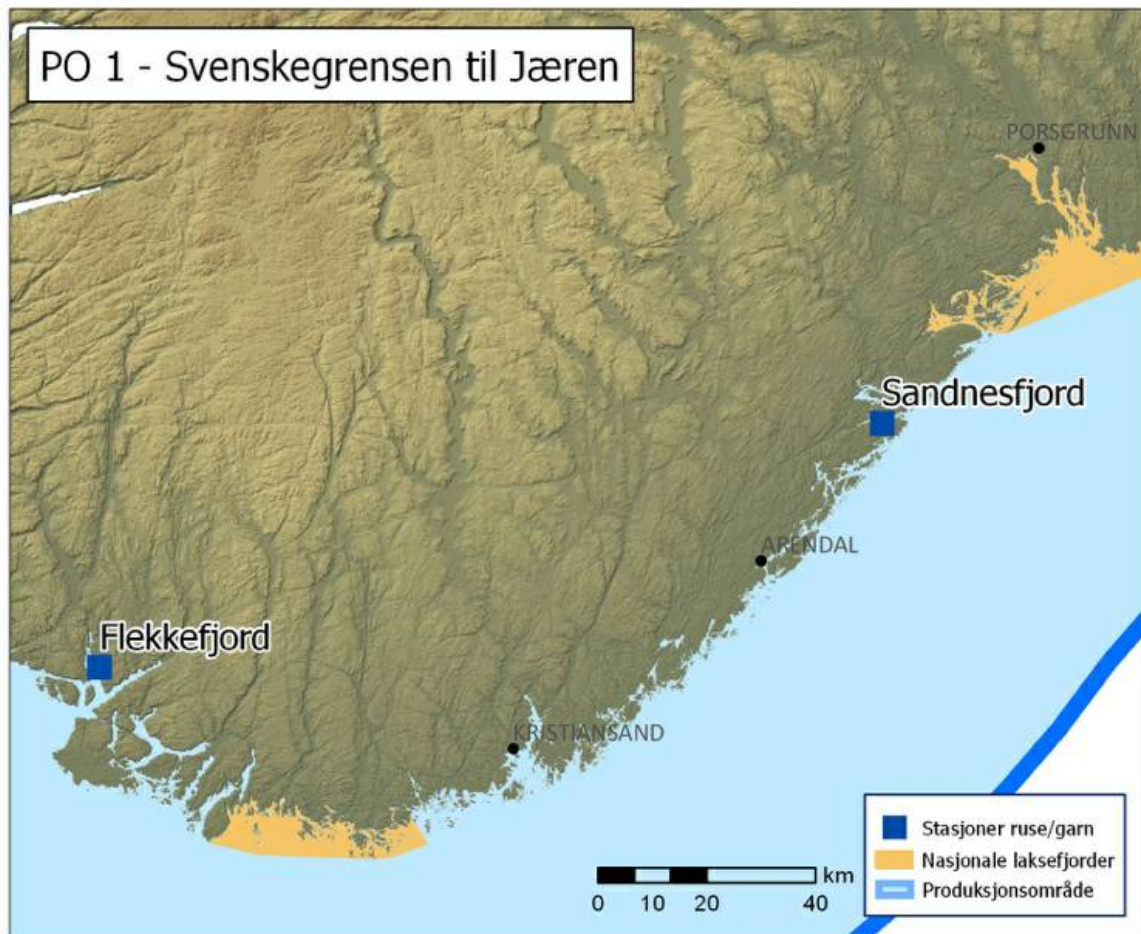 PO 1 - Svenskegrensen til Jæren
PORSGRUNN
Sandnesfjord
ARENDAL
Flekkefjord
KRISTIANSAND
Stasjoner ruse/garn
Nasjonale laksefjorder
Produksjonsområde
km
0 10 20 40